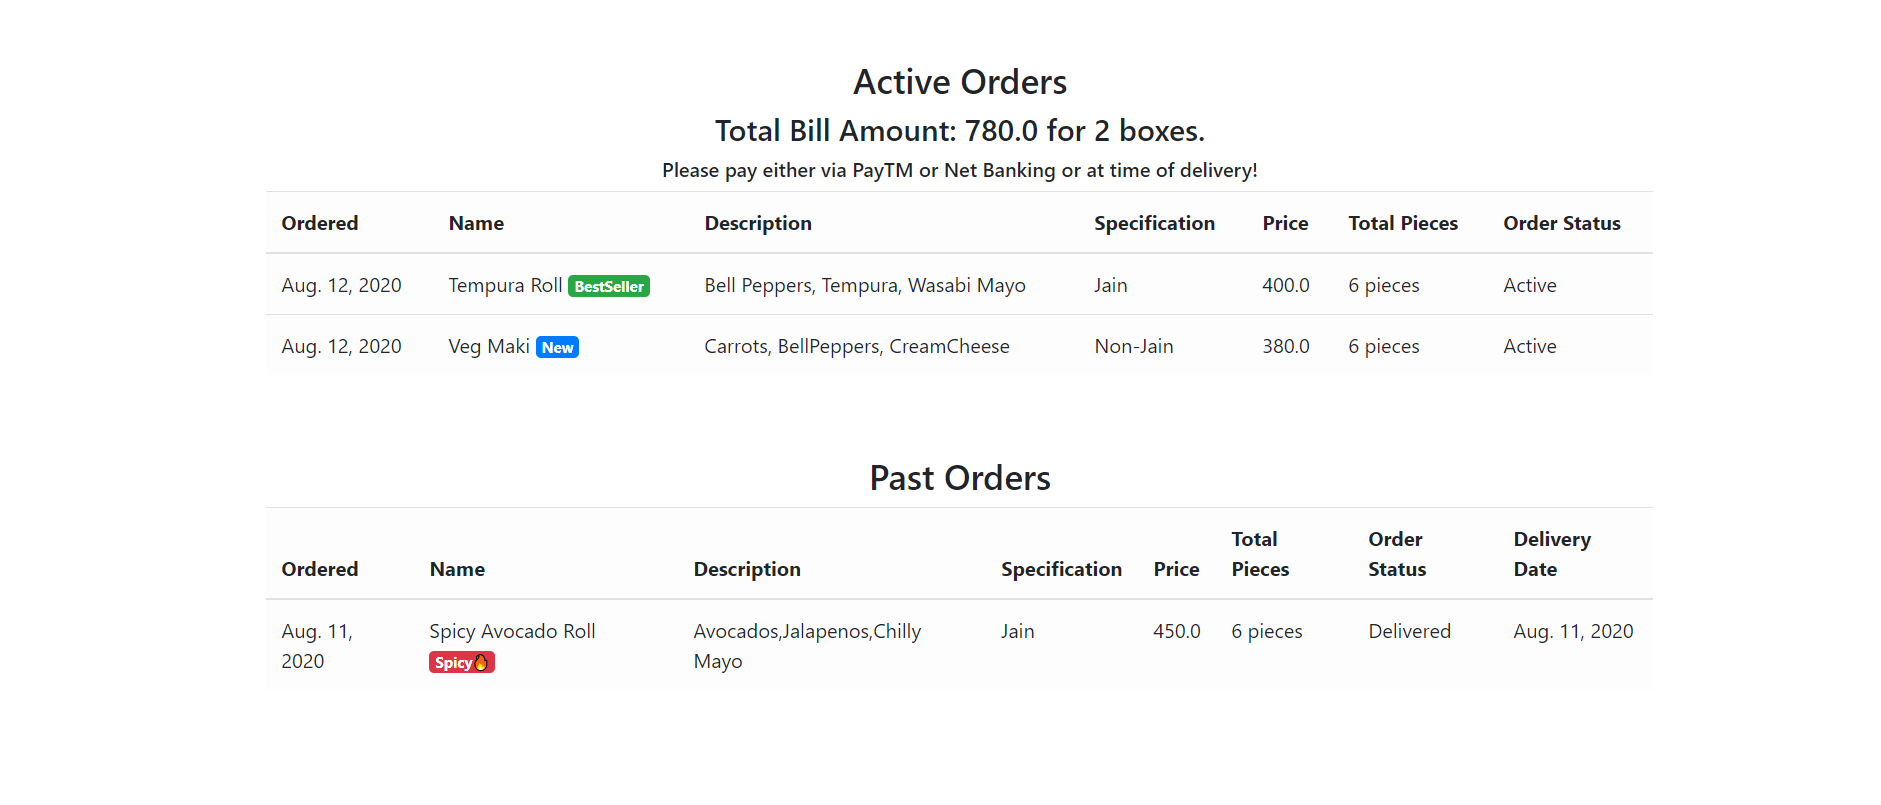 Active Orders
Total Bill Amount: 780.0 for 2 boxes.
Please pay either via PayTM or Net Banking or at time of delivery!
Ordered Name Description Specification Price Total Pieces Order Status
Aug. 12, 2020 Tempura Roll BestSeller Bell Peppers, Tempura, Wasabi Mayo Jain 400.0 6 pieces Active
Aug. 12, 2020 Veg Maki New Carrots, BellPeppers, CreamCheese Non-Jain 380.0 6 pieces Active
Past Orders
Total Order Delivery
Ordered Name Description Specification Price Pieces Status Date
Aug. 11, Spicy Avocado Roll Avocados,Jalapenos,Chilly Jain 450.0 6 pieces Delivered Aug. 11, 2020
2020 Spicy🔥 Mayo